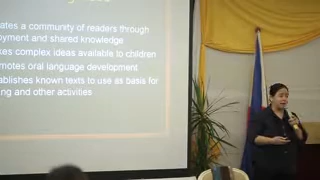 ates a community of readers through
oyment and shared knowledge
kes complex ideas available to children
motes oral language development
ablishes known texts to use as basis for
ing and other activities